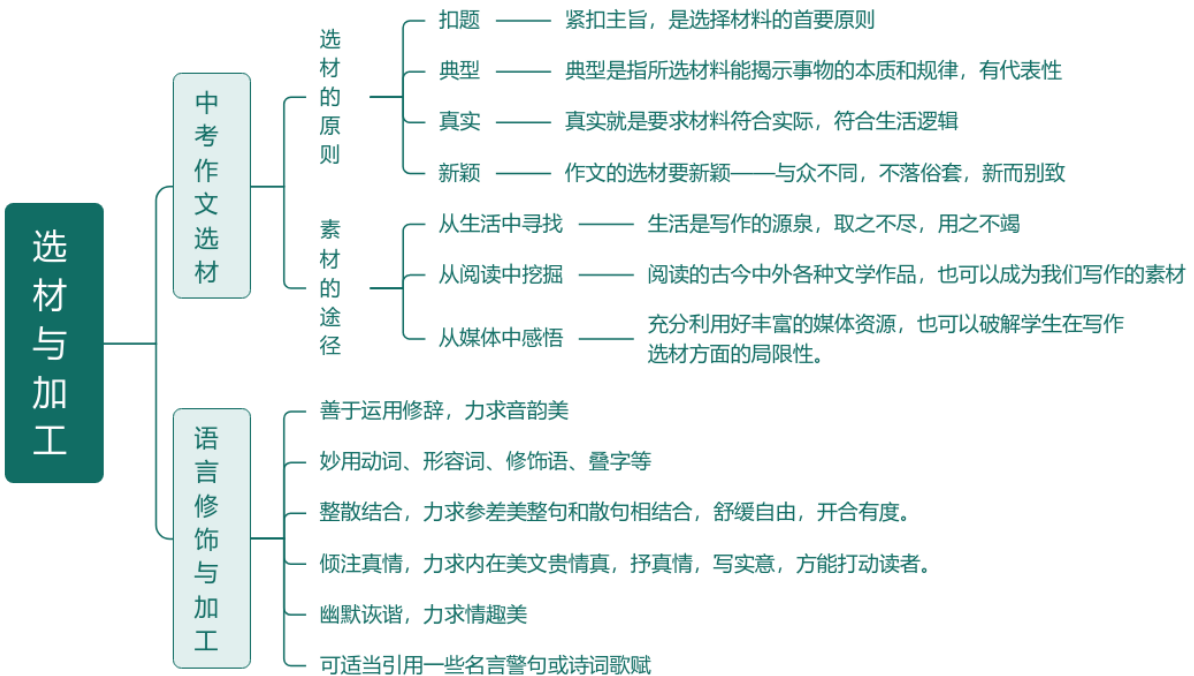 选材与加工
中考作文选材
选材的原则
扣题
紧扣主旨，是选择材料的首要原则
典型
典型是指所选材料能揭示事物的本质和规律，有代表性
真实
真实就是要求材料符合实际，符合生活逻辑
新颖
作文的选材要新颖——与众不同，不落俗套，新而别致
素材的途径
从生活中寻找
生活是写作的源泉，取之不尽，用之不竭
从阅读中挖掘
阅读的古今中外各种文学作品，也可以成为我们写作的素材
从媒体中感悟
充分利用好丰富的媒体资源，也可以破解学生在写作
选材方面的局限性。
语言修饰与加工
善于运用修辞，力求音韵美
妙用动词、形容词、修饰语、叠字等
整散结合，力求参差美整句和散句相结合，舒缓自由，开合有度。
倾注真情，力求内在美文贵情真，抒真情，写实意，方能打动读者。
幽默诙谐，力求情趣美
可适当引用一些名言警句或诗词歌赋